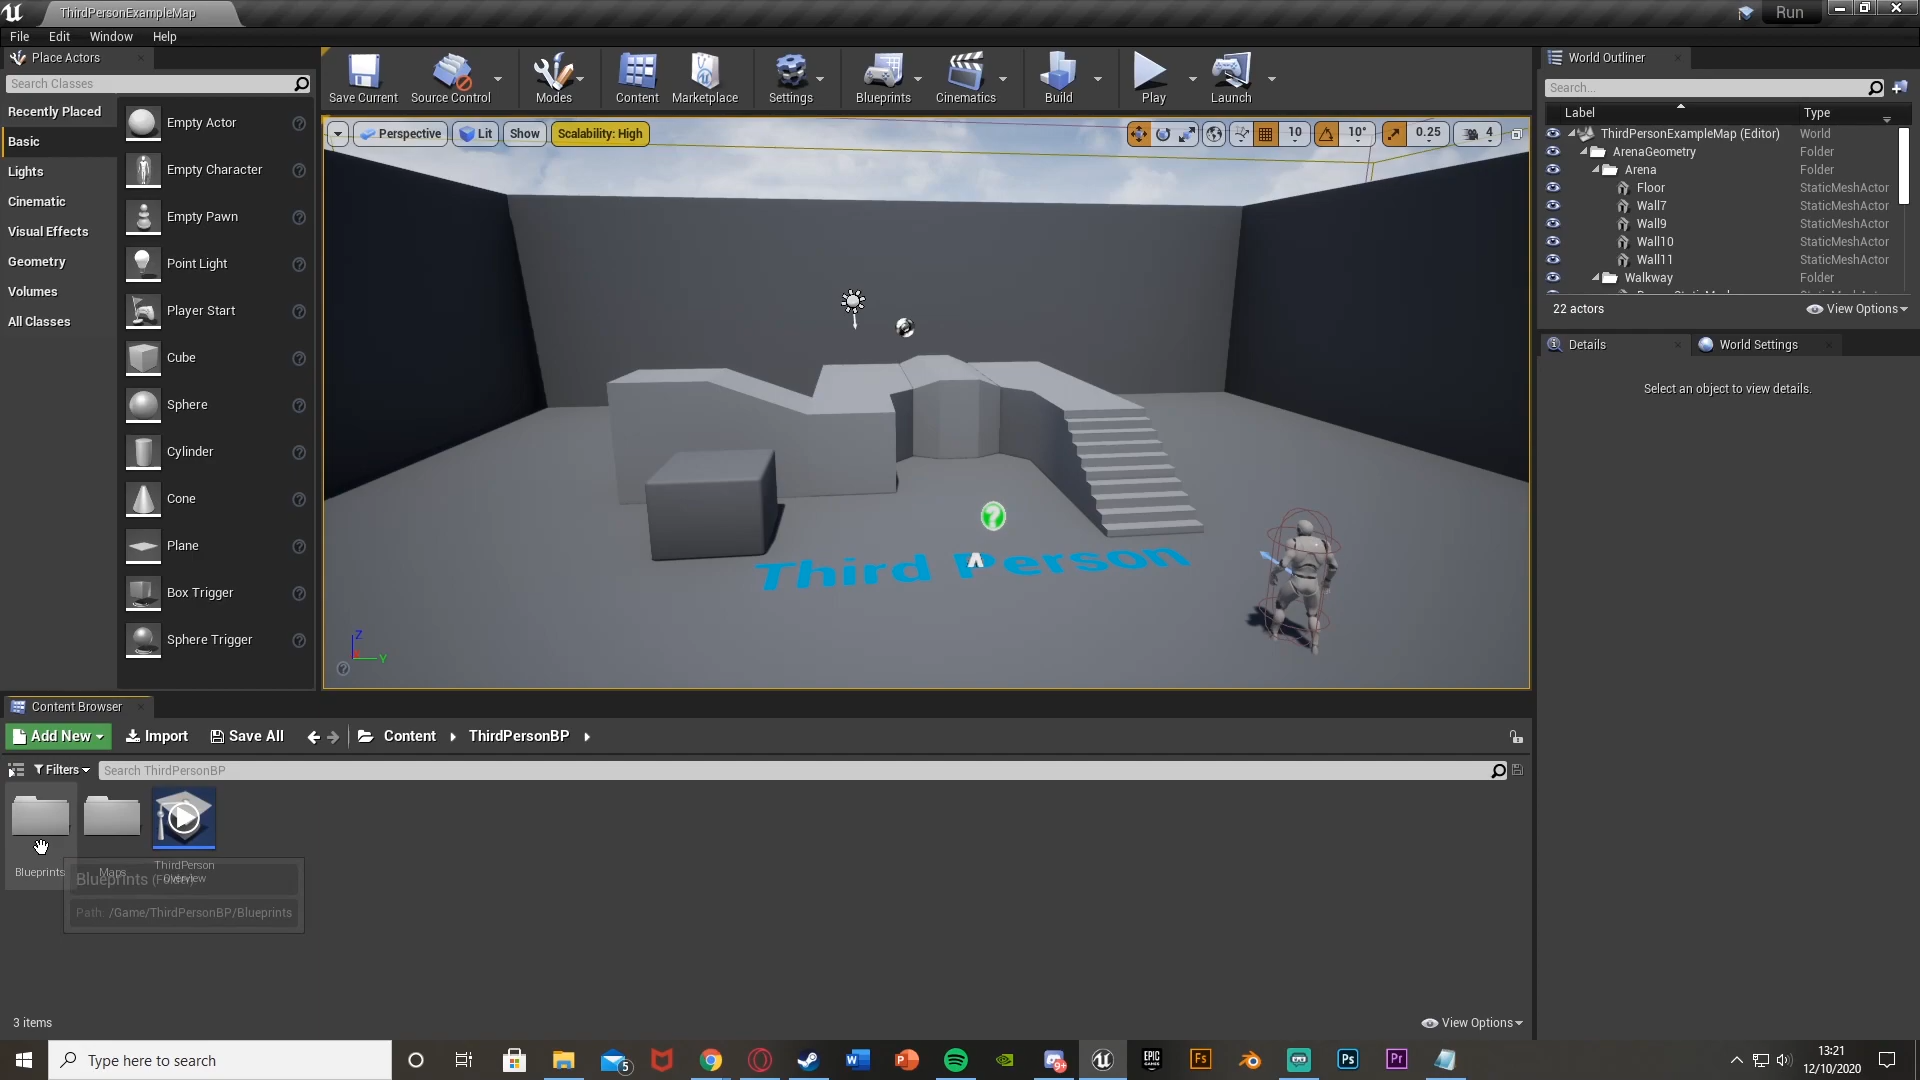 ThirdPersonExampleMap
Run
File Edit Window Help
Place Actors
Search Classes
Recently Placed
Basic
Lights
Cinematic
Visual Effects
Geometry
Volumes
All Classes
Empty Actor
Empty Character
Empty Pawn
Point Light
Player Start
Cube
Sphere
Cylinder
Cone
Plane
Box Trigger
Sphere Trigger
Save Current Source Control Modes Content Marketplace Settings Blueprints Cinematics Build Play Launch
Perspective Lit Show Scalability: High 10 10° 0.25 4
Third Person
Z
Y
World Outliner
Search...
Label Type
ThirdPersonExampleMap (Editor) World
ArenaGeometry Folder
Arena Folder
Floor StaticMeshActor
Wall7 StaticMeshActor
Wall9 StaticMeshActor
Wall10 StaticMeshActor
Wall11 StaticMeshActor
Walkway Folder
22 actors View Options
Details World Settings
Select an object to view details.
Content Browser
Add New Import Save All Content ThirdPersonBP
Filters Search ThirdPersonBP
Blueprints Maps ThirdPerson
Overview
Blueprints (Folder)
Path: /Game/ThirdPersonBP/Blueprints
3 items View Options
Type here to search
5
W
P
9+
EPIC
GAMES
Fs
Ps
Pr
13:21
12/10/2020